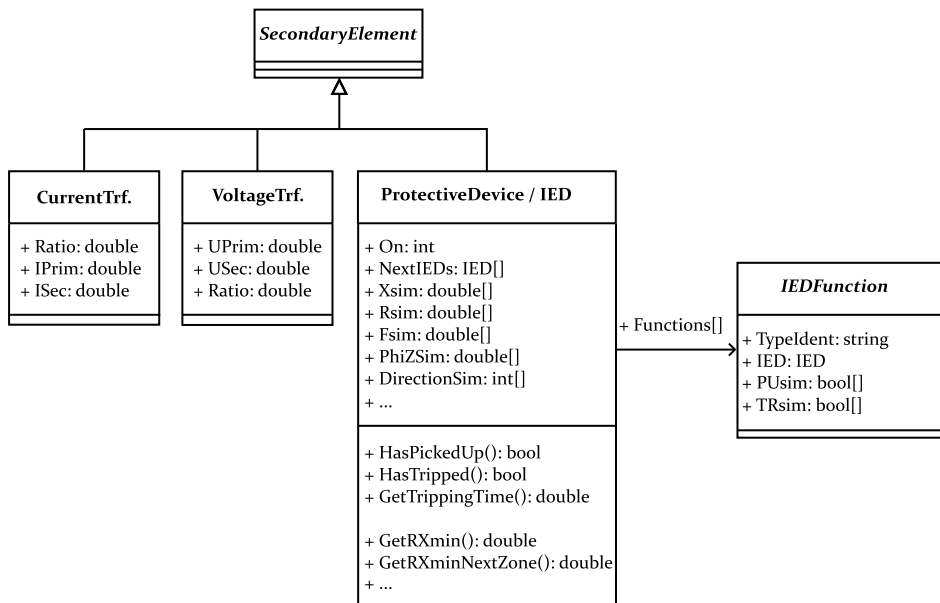 SecondaryElement
CurrentTrf.
+ Ratio: double
+ IPrim: double
+ ISec: double
VoltageTrf.
+ UPrim: double
+ USec: double
+ Ratio: double
ProtectiveDevice / IED
+ On: int
+ NextIEDs: IED[]
+ Xsim: double[]
+ Rsim: double[]
+ Fsim: double[]
+ PhiZSim: double[]
+ DirectionSim: int[]
+ ...
+ HasPickedUp(): bool
+ HasTripped(): bool
+ GetTrippingTime(): double
+ GetRXmin(): double
+ GetRXminNextZone(): double
+ ...
+ Functions[]
IEDFunction
+ TypeIdent: string
+ IED: IED
+ PUsim: bool[]
+ TRsim: bool[]